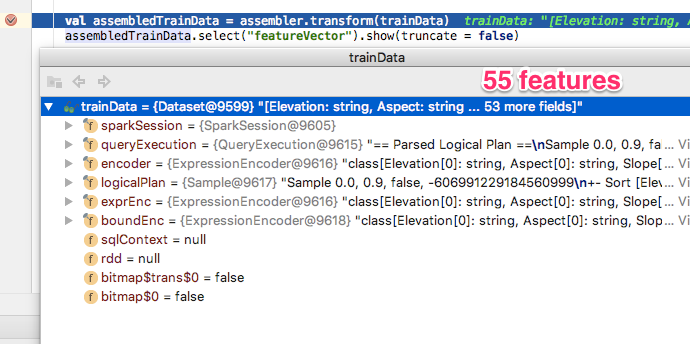 val assembledTrainData = assembler.transform(trainData) trainData: "[Elevation: string, A
assembledTrainData.select("featureVector").show(truncate = false)
trainData
55 features
trainData = {Dataset@9599} "[Elevation: string, Aspect: string ... 53 more fields]"
f sparkSession = {SparkSession@9605}
f queryExecution = {QueryExecution@9615} "== Parsed Logical Plan ==\nSample 0.0, 0.9, fa ... Vi
f encoder = {ExpressionEncoder@9616} "class[Elevation[0]: string, Aspect[0]: string, Slope[ ... Vi
f logicalPlan = {Sample@9617} "Sample 0.0, 0.9, false, -606991229184560999\n+- Sort [Elev ... Vi
f exprEnc = {ExpressionEncoder@9616} "class[Elevation[0]: string, Aspect[0]: string, Slope[ ... Vi
f boundEnc = {ExpressionEncoder@9618} "class[Elevation[0]: string, Aspect[0]: string, Slop ... Vi
f sqlContext = null
f rdd = null
f bitmap$trans$0 = false
f bitmap$0 = false